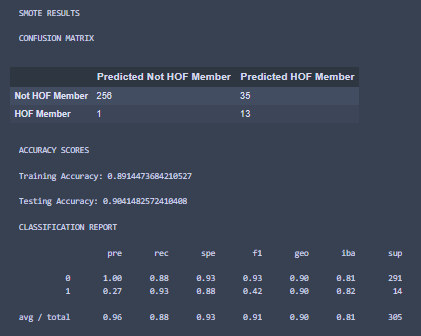 SMOTE RESULTS
CONFUSION MATRIX
Predicted Not HOF Member Predicted HOF Member
Not HOF Member 256 35
HOF Member 1 13
ACCURACY SCORES
Training Accuracy: 0.8914473684210527
Testing Accuracy: 0.9041482572410408
CLASSIFICATION REPORT
pre rec spe f1 geo iba sup
0 1.00 0.88 0.93 0.93 0.90 0.81 291
1 0.27 0.93 0.88 0.42 0.90 0.82 14
avg / total 0.96 0.88 0.93 0.91 0.90 0.81 305